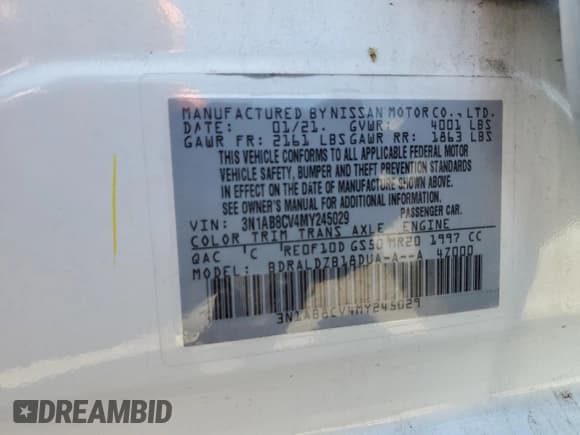 MANUFACTURED BY NISSAN MOTOR CO., LTD.
DATE: 01/21. GVWR: 4001 LBS
GAWR FR: 2161 LBS GAWR RR: 1863 LBS
THIS VEHICLE CONFORMS TO ALL APPLICABLE FEDERAL MOTOR
VEHICLE SAFETY, BUMPER AND THEFT PREVENTION STANDARDS
IN EFFECT ON THE DATE OF MANUFACTURE SHOWN ABOVE.
SEE OWNER'S MANUAL FOR ADDITIONAL INFORMATION.
VIN: 3N1AB8CV4MY245029 PASSENGER CAR.
COLOR TRIM TRANS AXLE ENGINE
QAC C RE0F10D GS50 MR20 1997 CC
MODEL: BDRALDZB18DUA-A--A 4Z000
3N1AB8CV4MY245029
DREAMBID